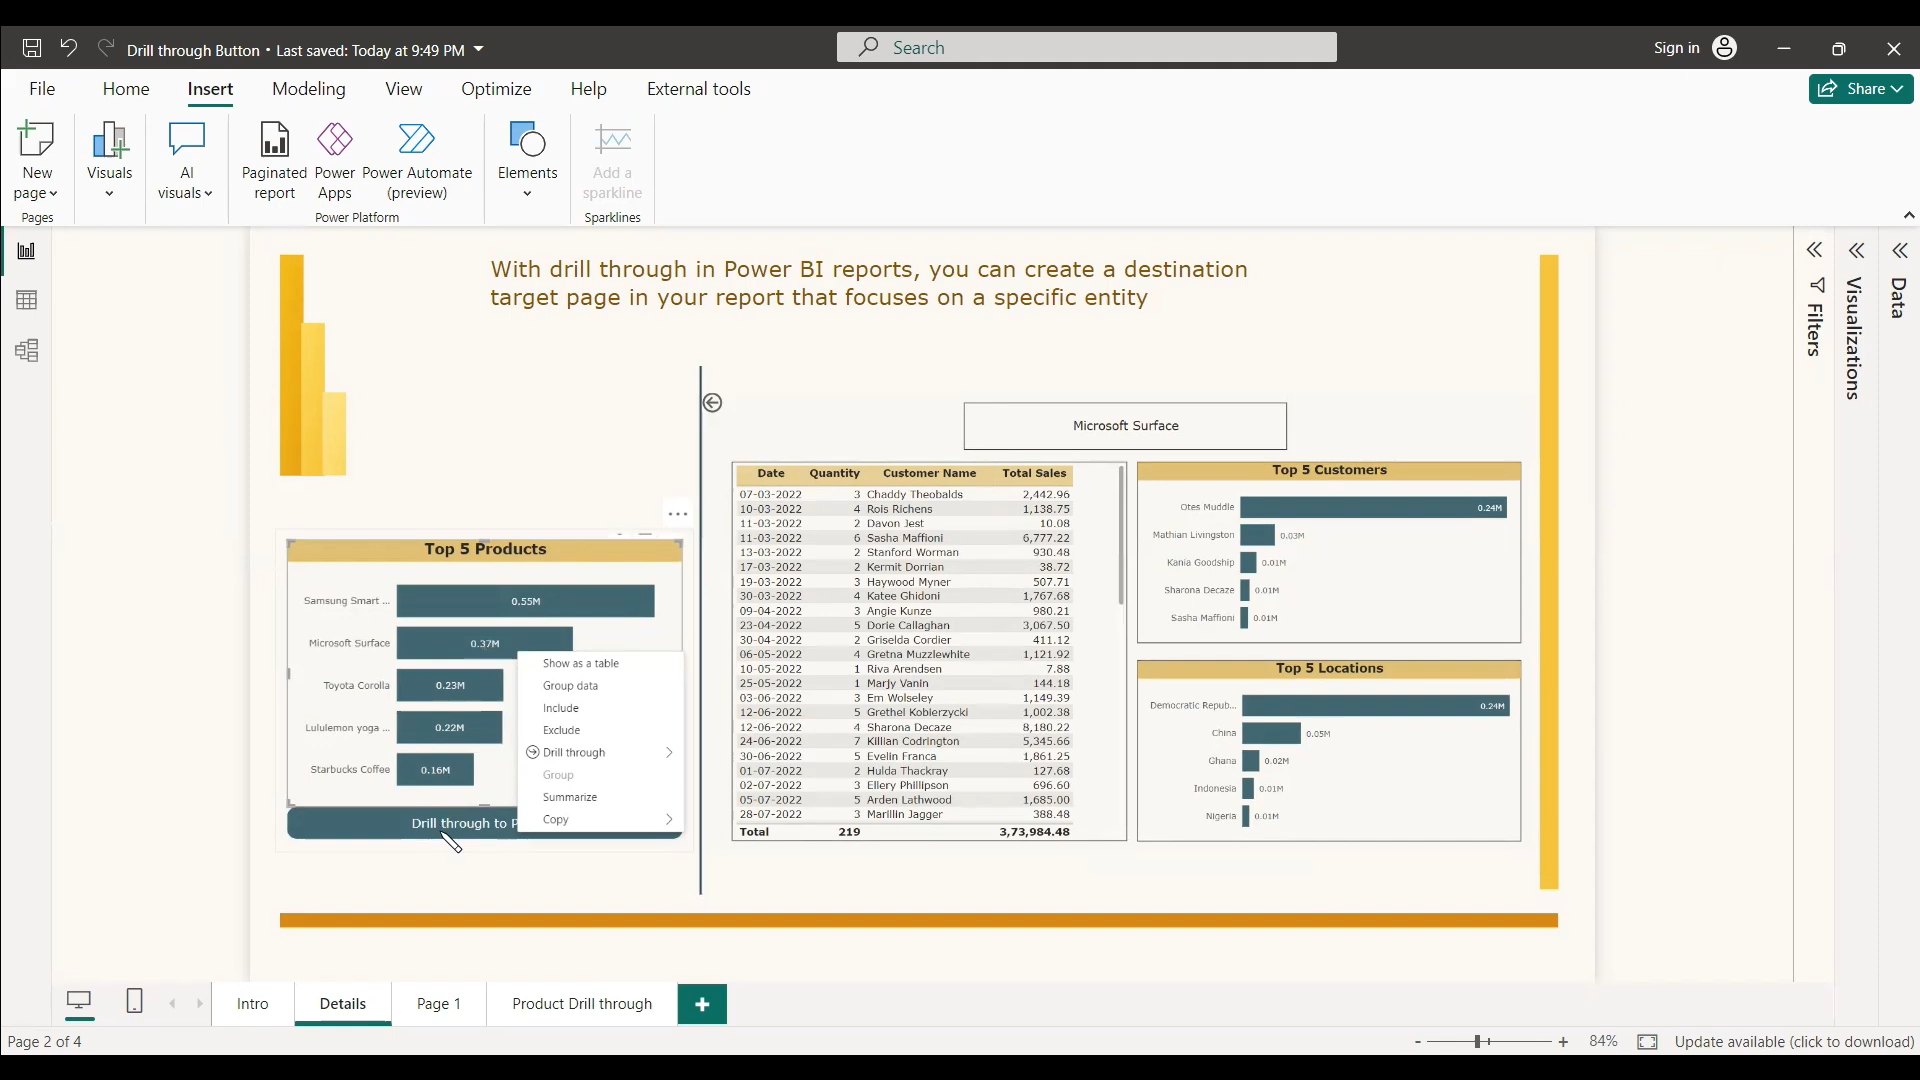 Drill through Button • Last saved: Today at 9:49 PM
Search
Sign in
File
Home
Insert
Modeling
View
Optimize
Help
External tools
Share
New page
Visuals
AI visuals
Paginated report
Power Apps
Power Automate (preview)
Elements
Add a sparkline
Pages
Power Platform
Sparklines
With drill through in Power BI reports, you can create a destination
target page in your report that focuses on a specific entity
Filters
Visualizations
Data
Top 5 Products
Samsung Smart ... 0.55M
Microsoft Surface 0.37M
Toyota Corolla 0.23M
Lululemon yoga ... 0.22M
Starbucks Coffee 0.16M
Drill through to P
Show as a table
Group data
Include
Exclude
Drill through
Group
Summarize
Copy
Microsoft Surface
Date Quantity Customer Name Total Sales
07-03-2022 3 Chaddy Theobalds 2,442.96
10-03-2022 4 Rois Richens 1,138.75
11-03-2022 2 Davon Jest 10.08
11-03-2022 6 Sasha Maffioni 6,777.22
13-03-2022 2 Stanford Worman 930.48
17-03-2022 2 Kermit Dorrian 38.72
19-03-2022 3 Haywood Myner 507.71
30-03-2022 4 Katee Ghidoni 1,767.68
09-04-2022 3 Angie Kunze 980.21
23-04-2022 5 Dorie Callaghan 3,067.50
30-04-2022 2 Griselda Cordier 411.12
06-05-2022 4 Gretna Muzzlewhite 1,121.92
10-05-2022 1 Riva Arendsen 7.88
25-05-2022 1 Marjy Vanin 144.18
03-06-2022 3 Em Wolseley 1,149.39
12-06-2022 5 Grethel Koblerzycki 1,002.38
12-06-2022 4 Sharona Decaze 8,180.22
24-06-2022 7 Killian Codrington 5,345.66
30-06-2022 5 Evelin Franca 1,861.25
01-07-2022 2 Hulda Thackray 127.68
02-07-2022 3 Ellery Phillipson 696.60
05-07-2022 5 Arden Lathwood 1,685.00
28-07-2022 3 Marillin Jagger 388.48
Total 219 3,73,984.48
Top 5 Customers
Otes Muddle 0.24M
Mathian Livingston 0.03M
Kania Goodship 0.01M
Sharona Decaze 0.01M
Sasha Maffioni 0.01M
Top 5 Locations
Democratic Repub... 0.24M
China 0.05M
Ghana 0.02M
Indonesia 0.01M
Nigeria 0.01M
Intro
Details
Page 1
Product Drill through
Page 2 of 4
84%
Update available (click to download)